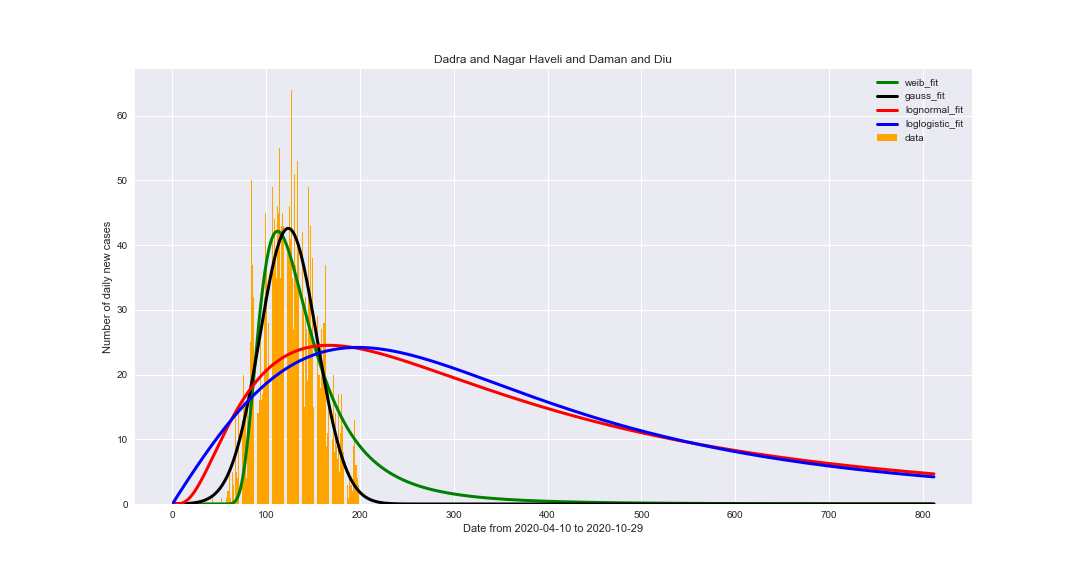 Dadra and Nagar Haveli and Daman and Diu
weib_fit
gauss_fit
lognormal_fit
loglogistic_fit
data
Number of daily new cases
60
50
40
30
20
10
0
0 100 200 300 400 500 600 700 800
Date from 2020-04-10 to 2020-10-29